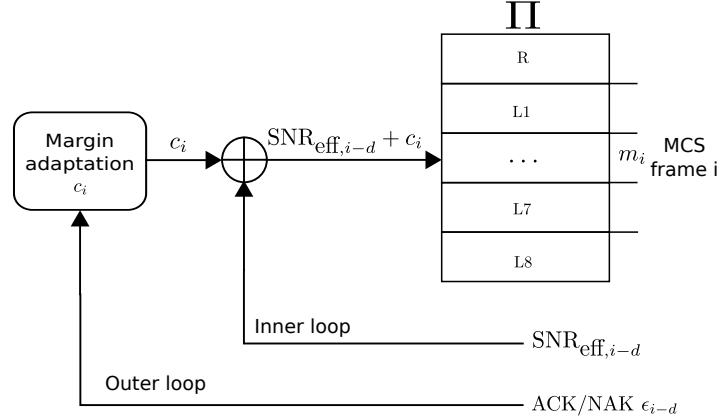 Π
R
L1
L7
L8
Margin
adaptation
c_i
c_i
SNR_eff,i−d + c_i
...
m_i
MCS
frame i
Inner loop
SNR_eff,i−d
Outer loop
ACK/NAK ϵ_i−d